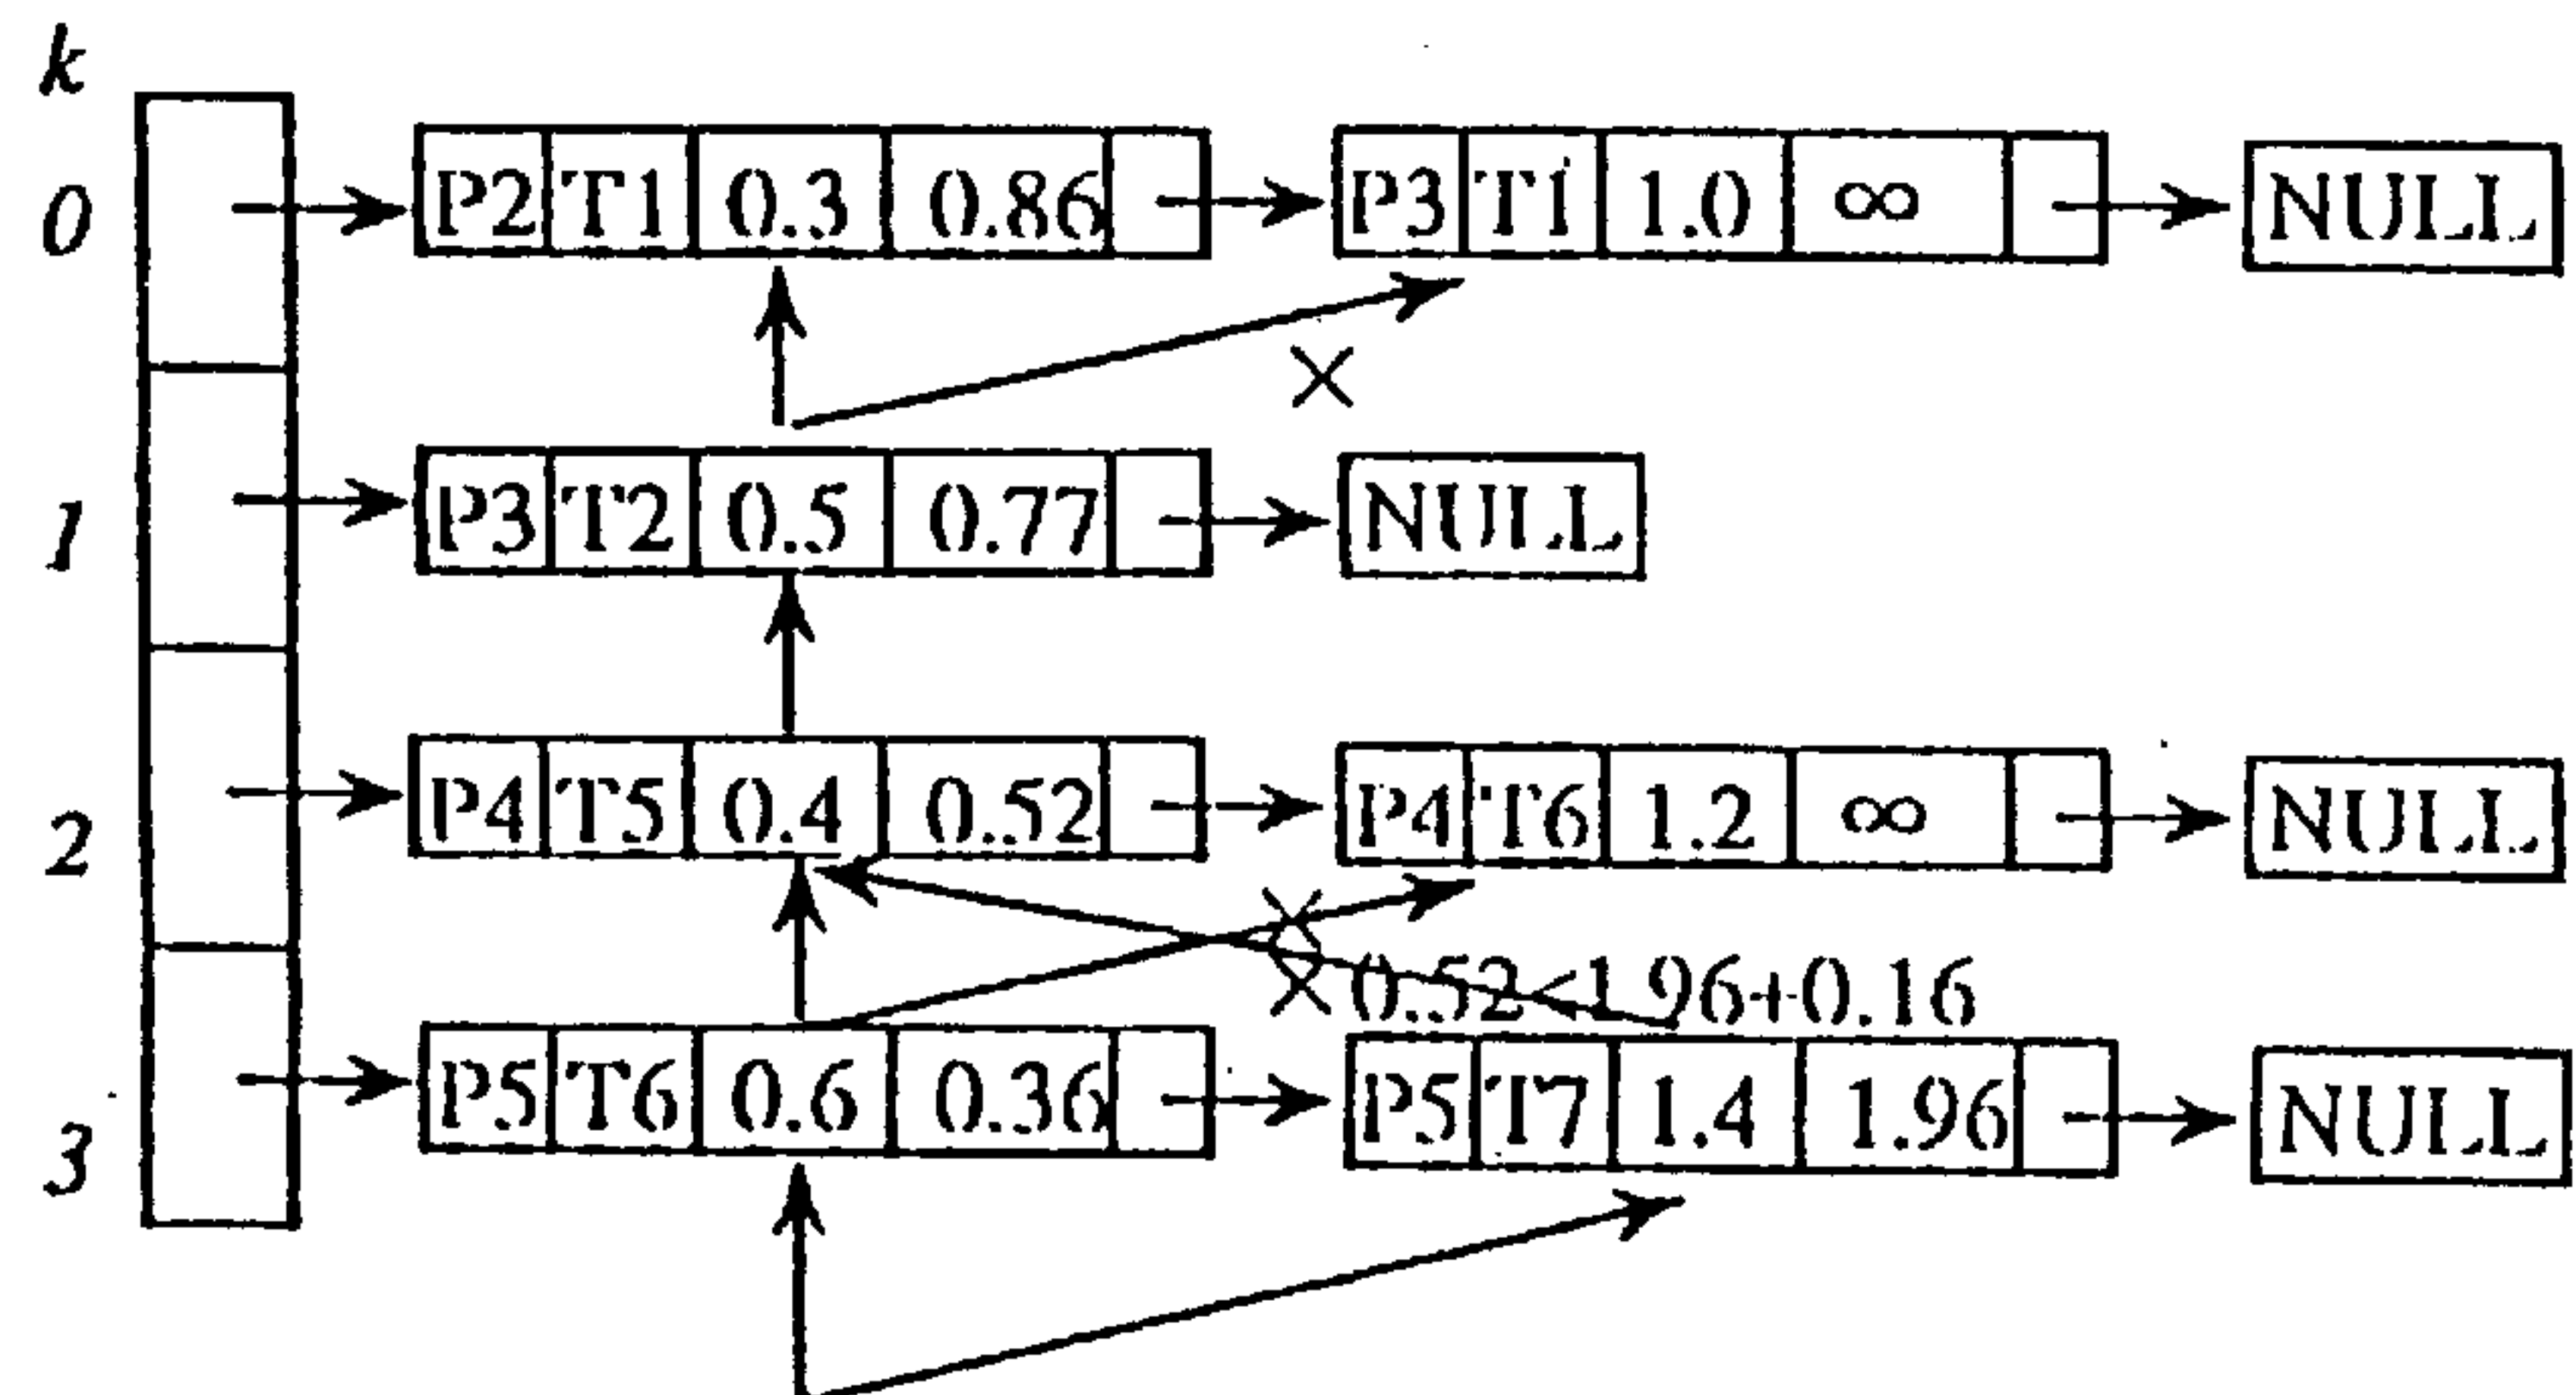 k
0 P2 T1 0.3 0.86 P3 T1 1.0 ∞ NULL
×
1 P3 T2 0.5 0.77 NULL
2 P4 T5 0.4 0.52 P4 T6 1.2 ∞ NULL
×
× 0.52<1.96+0.16
3 P5 T6 0.6 0.36 P5 T7 1.4 1.96 NULL